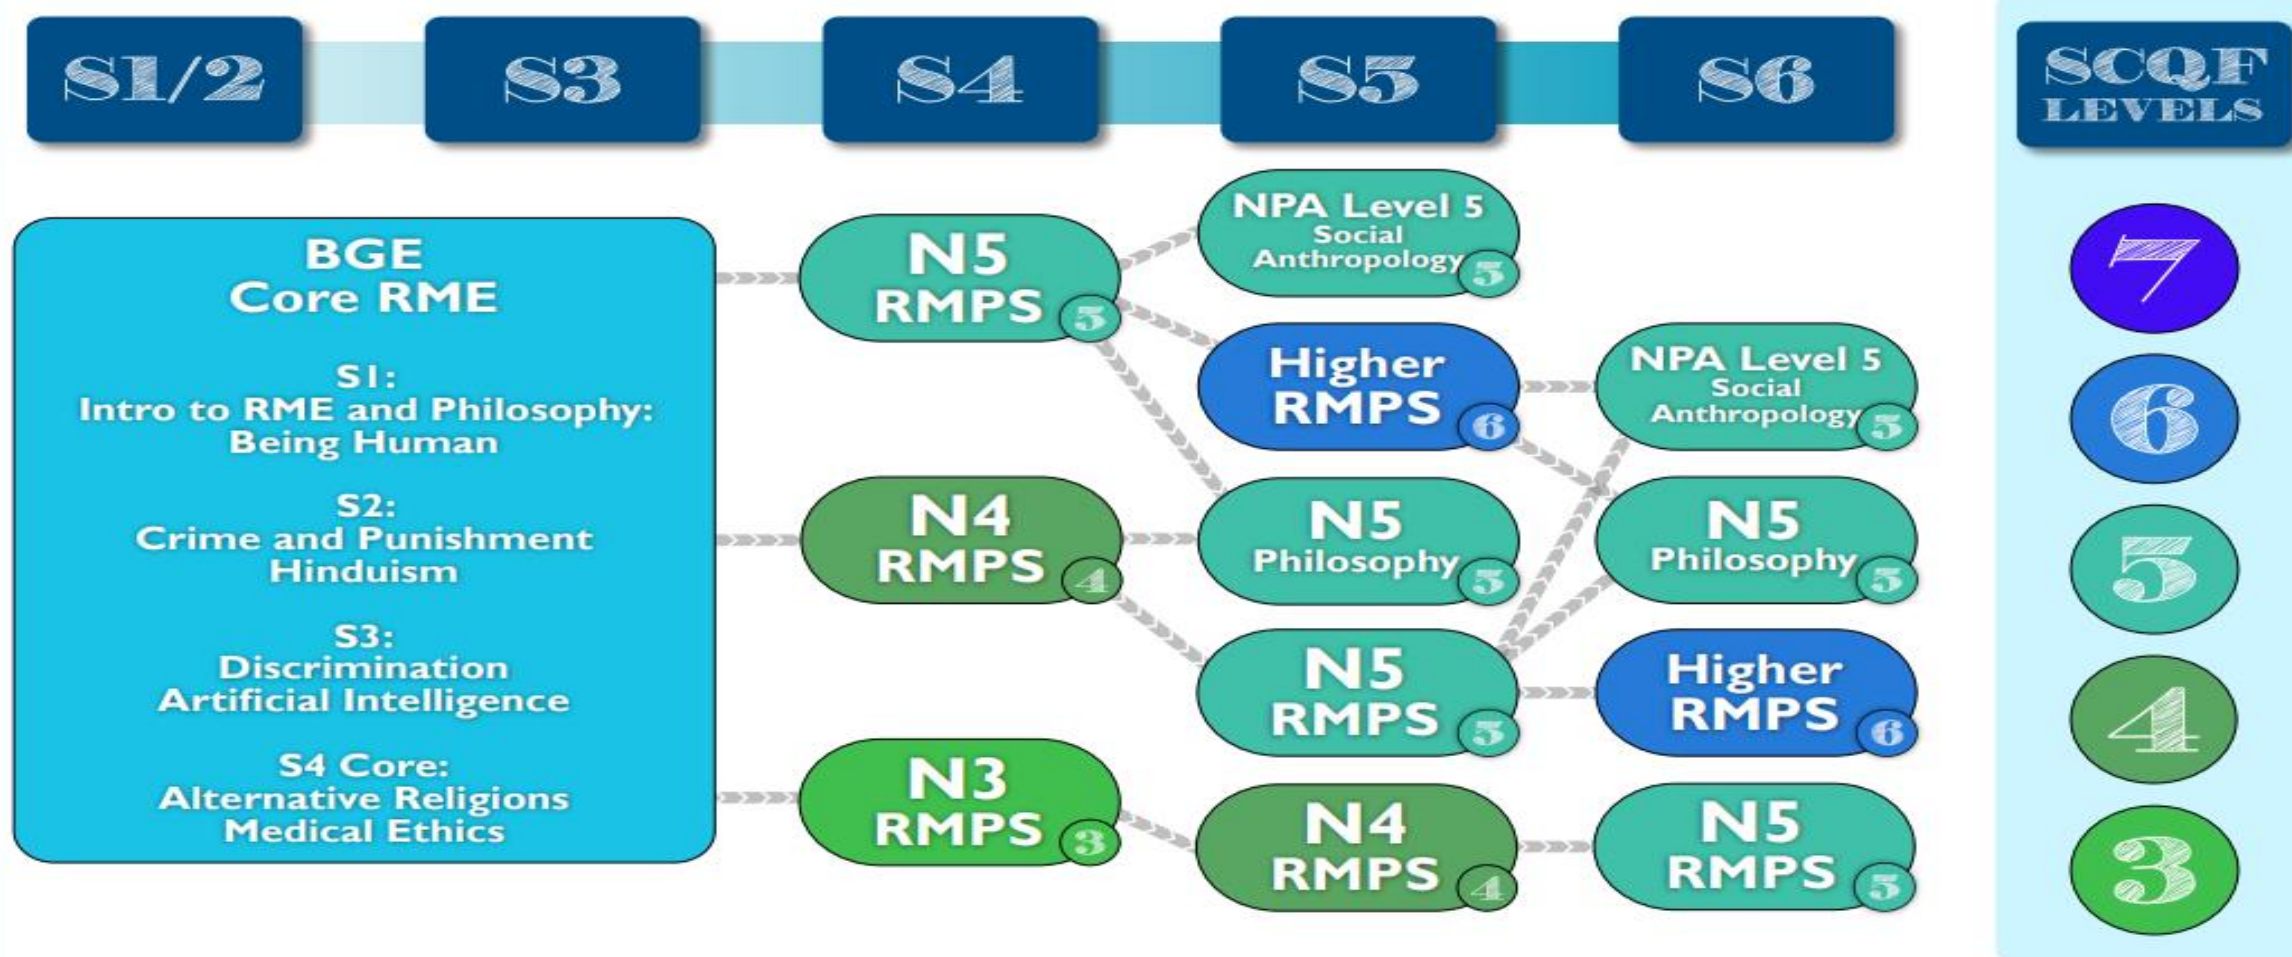 S1/2
S3
S4
S5
S6
SCQF
LEVELS
BGE
Core RME
S1:
Intro to RME and Philosophy:
Being Human
S2:
Crime and Punishment
Hinduism
S3:
Discrimination
Artificial Intelligence
S4 Core:
Alternative Religions
Medical Ethics
N5
RMPS
5
N4
RMPS
4
N3
RMPS
3
NPA Level 5
Social
Anthropology
5
Higher
RMPS
6
N5
Philosophy
5
N5
RMPS
5
N4
RMPS
4
NPA Level 5
Social
Anthropology
5
N5
Philosophy
5
Higher
RMPS
6
N5
RMPS
5
7
6
5
4
3